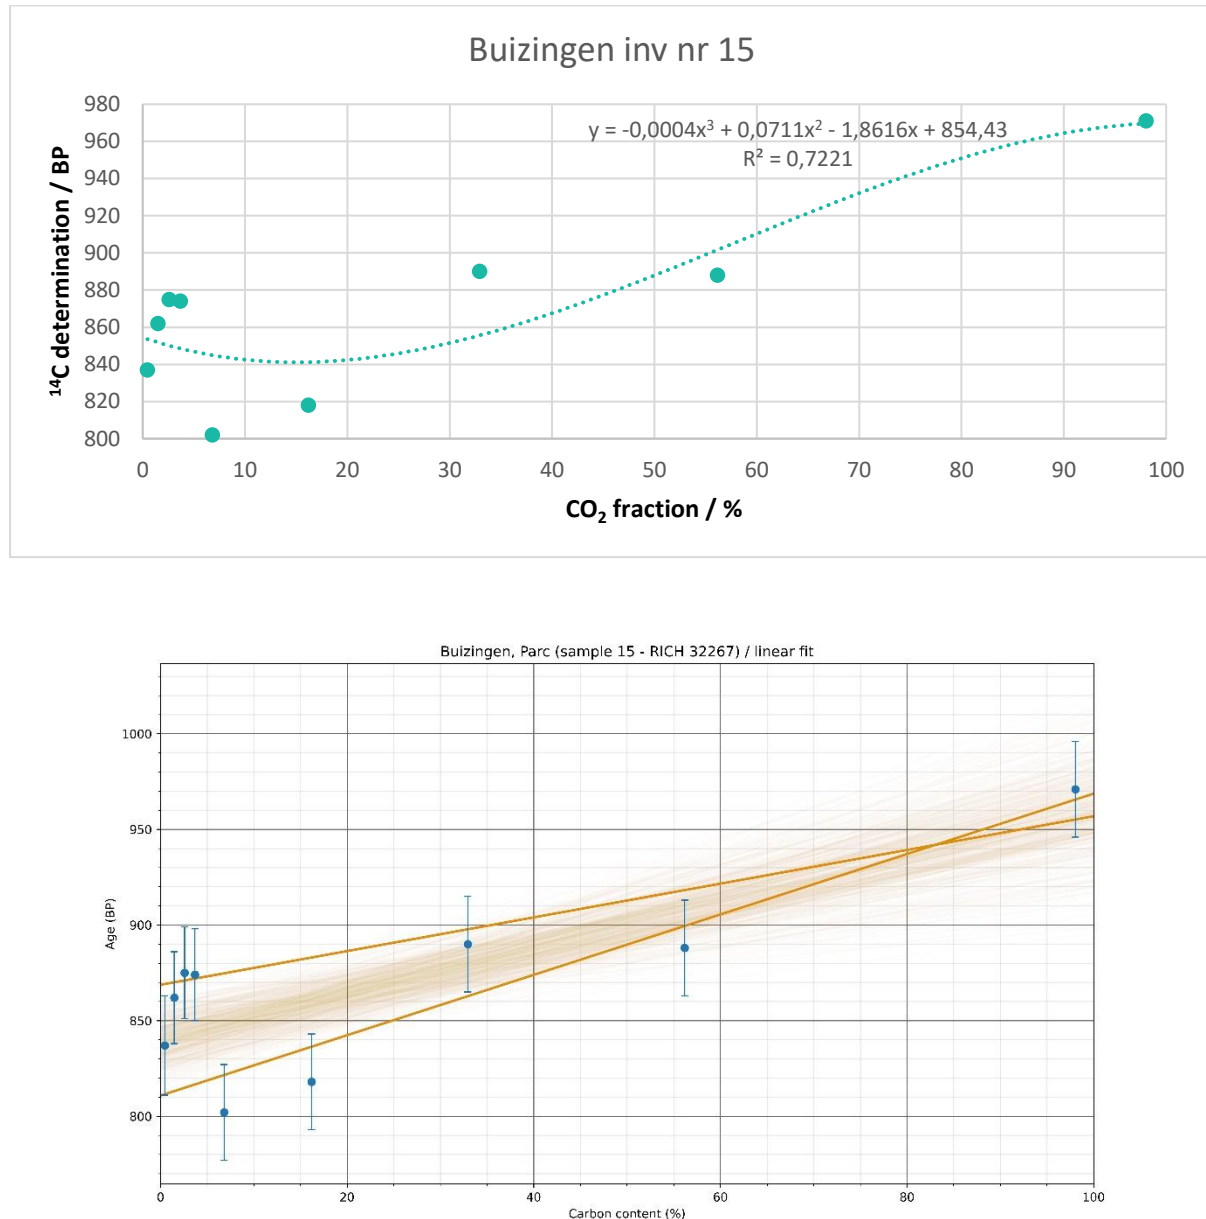 Buizingen inv nr 15
y = -0,0004x³ + 0,0711x² - 1,8616x + 854,43
R² = 0,7221
¹⁴C determination / BP
980
960
940
920
900
880
860
840
820
800
0 10 20 30 40 50 60 70 80 90 100
CO₂ fraction / %
Buizingen, Parc (sample 15 - RICH 32267) / linear fit
Age (BP)
1000
950
900
850
800
0 20 40 60 80 100
Carbon content (%)